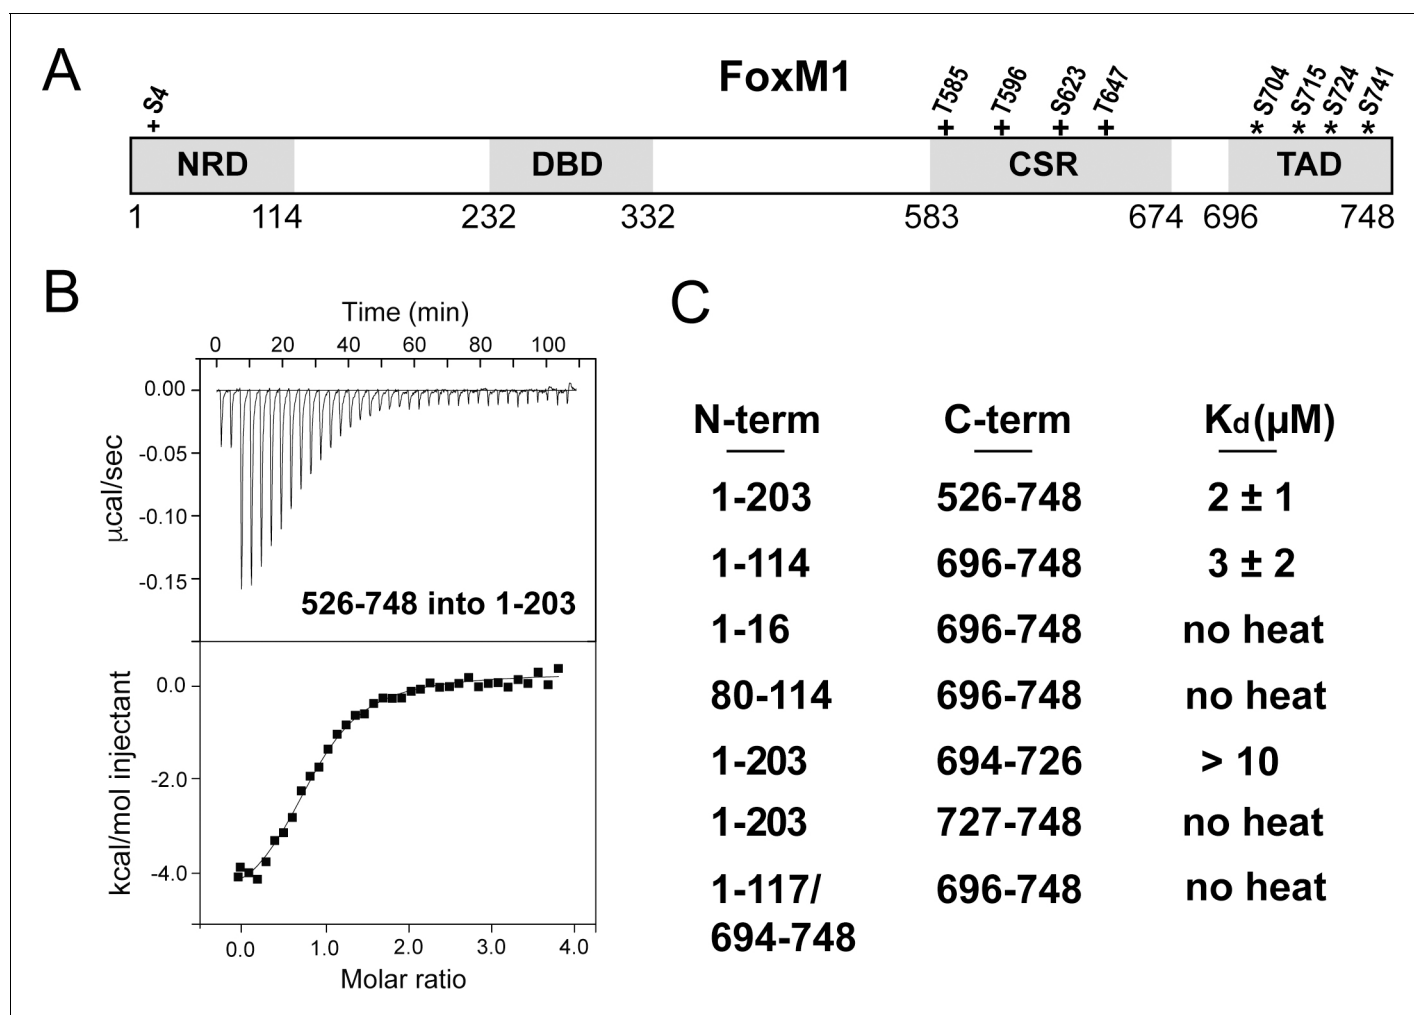 A
FoxM1
+ S4
+ T585
+ T596
+ S623
+ T647
* S704
* S715
* S724
* S741
NRD DBD CSR TAD
1 114 232 332 583 674 696 748
B
Time (min)
0 20 40 60 80 100
0.00
-0.05
-0.10
-0.15
µcal/sec
526-748 into 1-203
0.0
-2.0
-4.0
kcal/mol injectant
0.0 1.0 2.0 3.0 4.0
Molar ratio
C
N-term C-term Kd(µM)
1-203 526-748 2 ± 1
1-114 696-748 3 ± 2
1-16 696-748 no heat
80-114 696-748 no heat
1-203 694-726 > 10
1-203 727-748 no heat
1-117/ 696-748 no heat
694-748